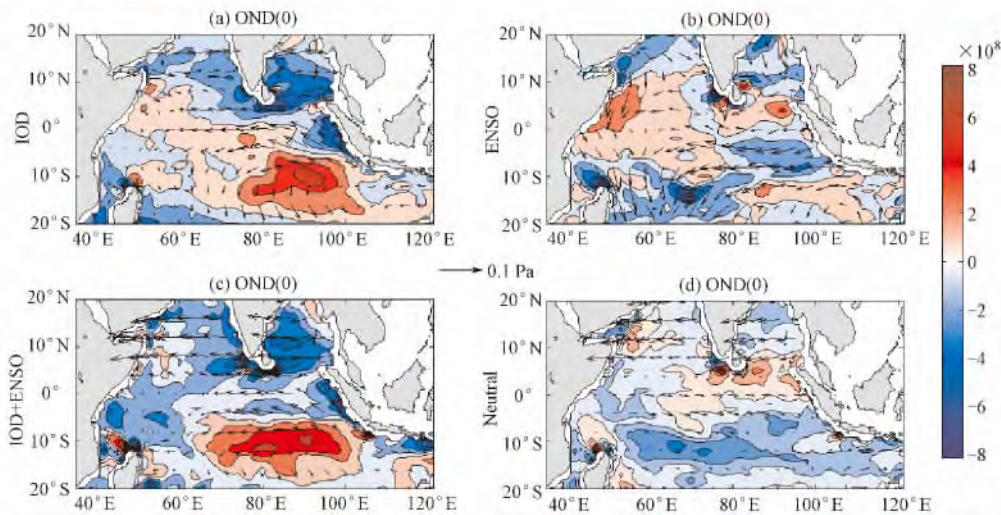 (a) OND(0)
IOD
20°N
10°N
0°
10°S
20°S
40°E 60°E 80°E 100°E 120°E
(b) OND(0)
ENSO
20°N
10°N
0°
10°S
20°S
40°E 60°E 80°E 100°E 120°E
0.1 Pa
(c) OND(0)
IOD+ENSO
20°N
10°N
0°
10°S
20°S
40°E 60°E 80°E 100°E 120°E
(d) OND(0)
Neutral
20°N
10°N
0°
10°S
20°S
40°E 60°E 80°E 100°E 120°E
×10⁸
8
6
4
2
0
−2
−4
−6
−8